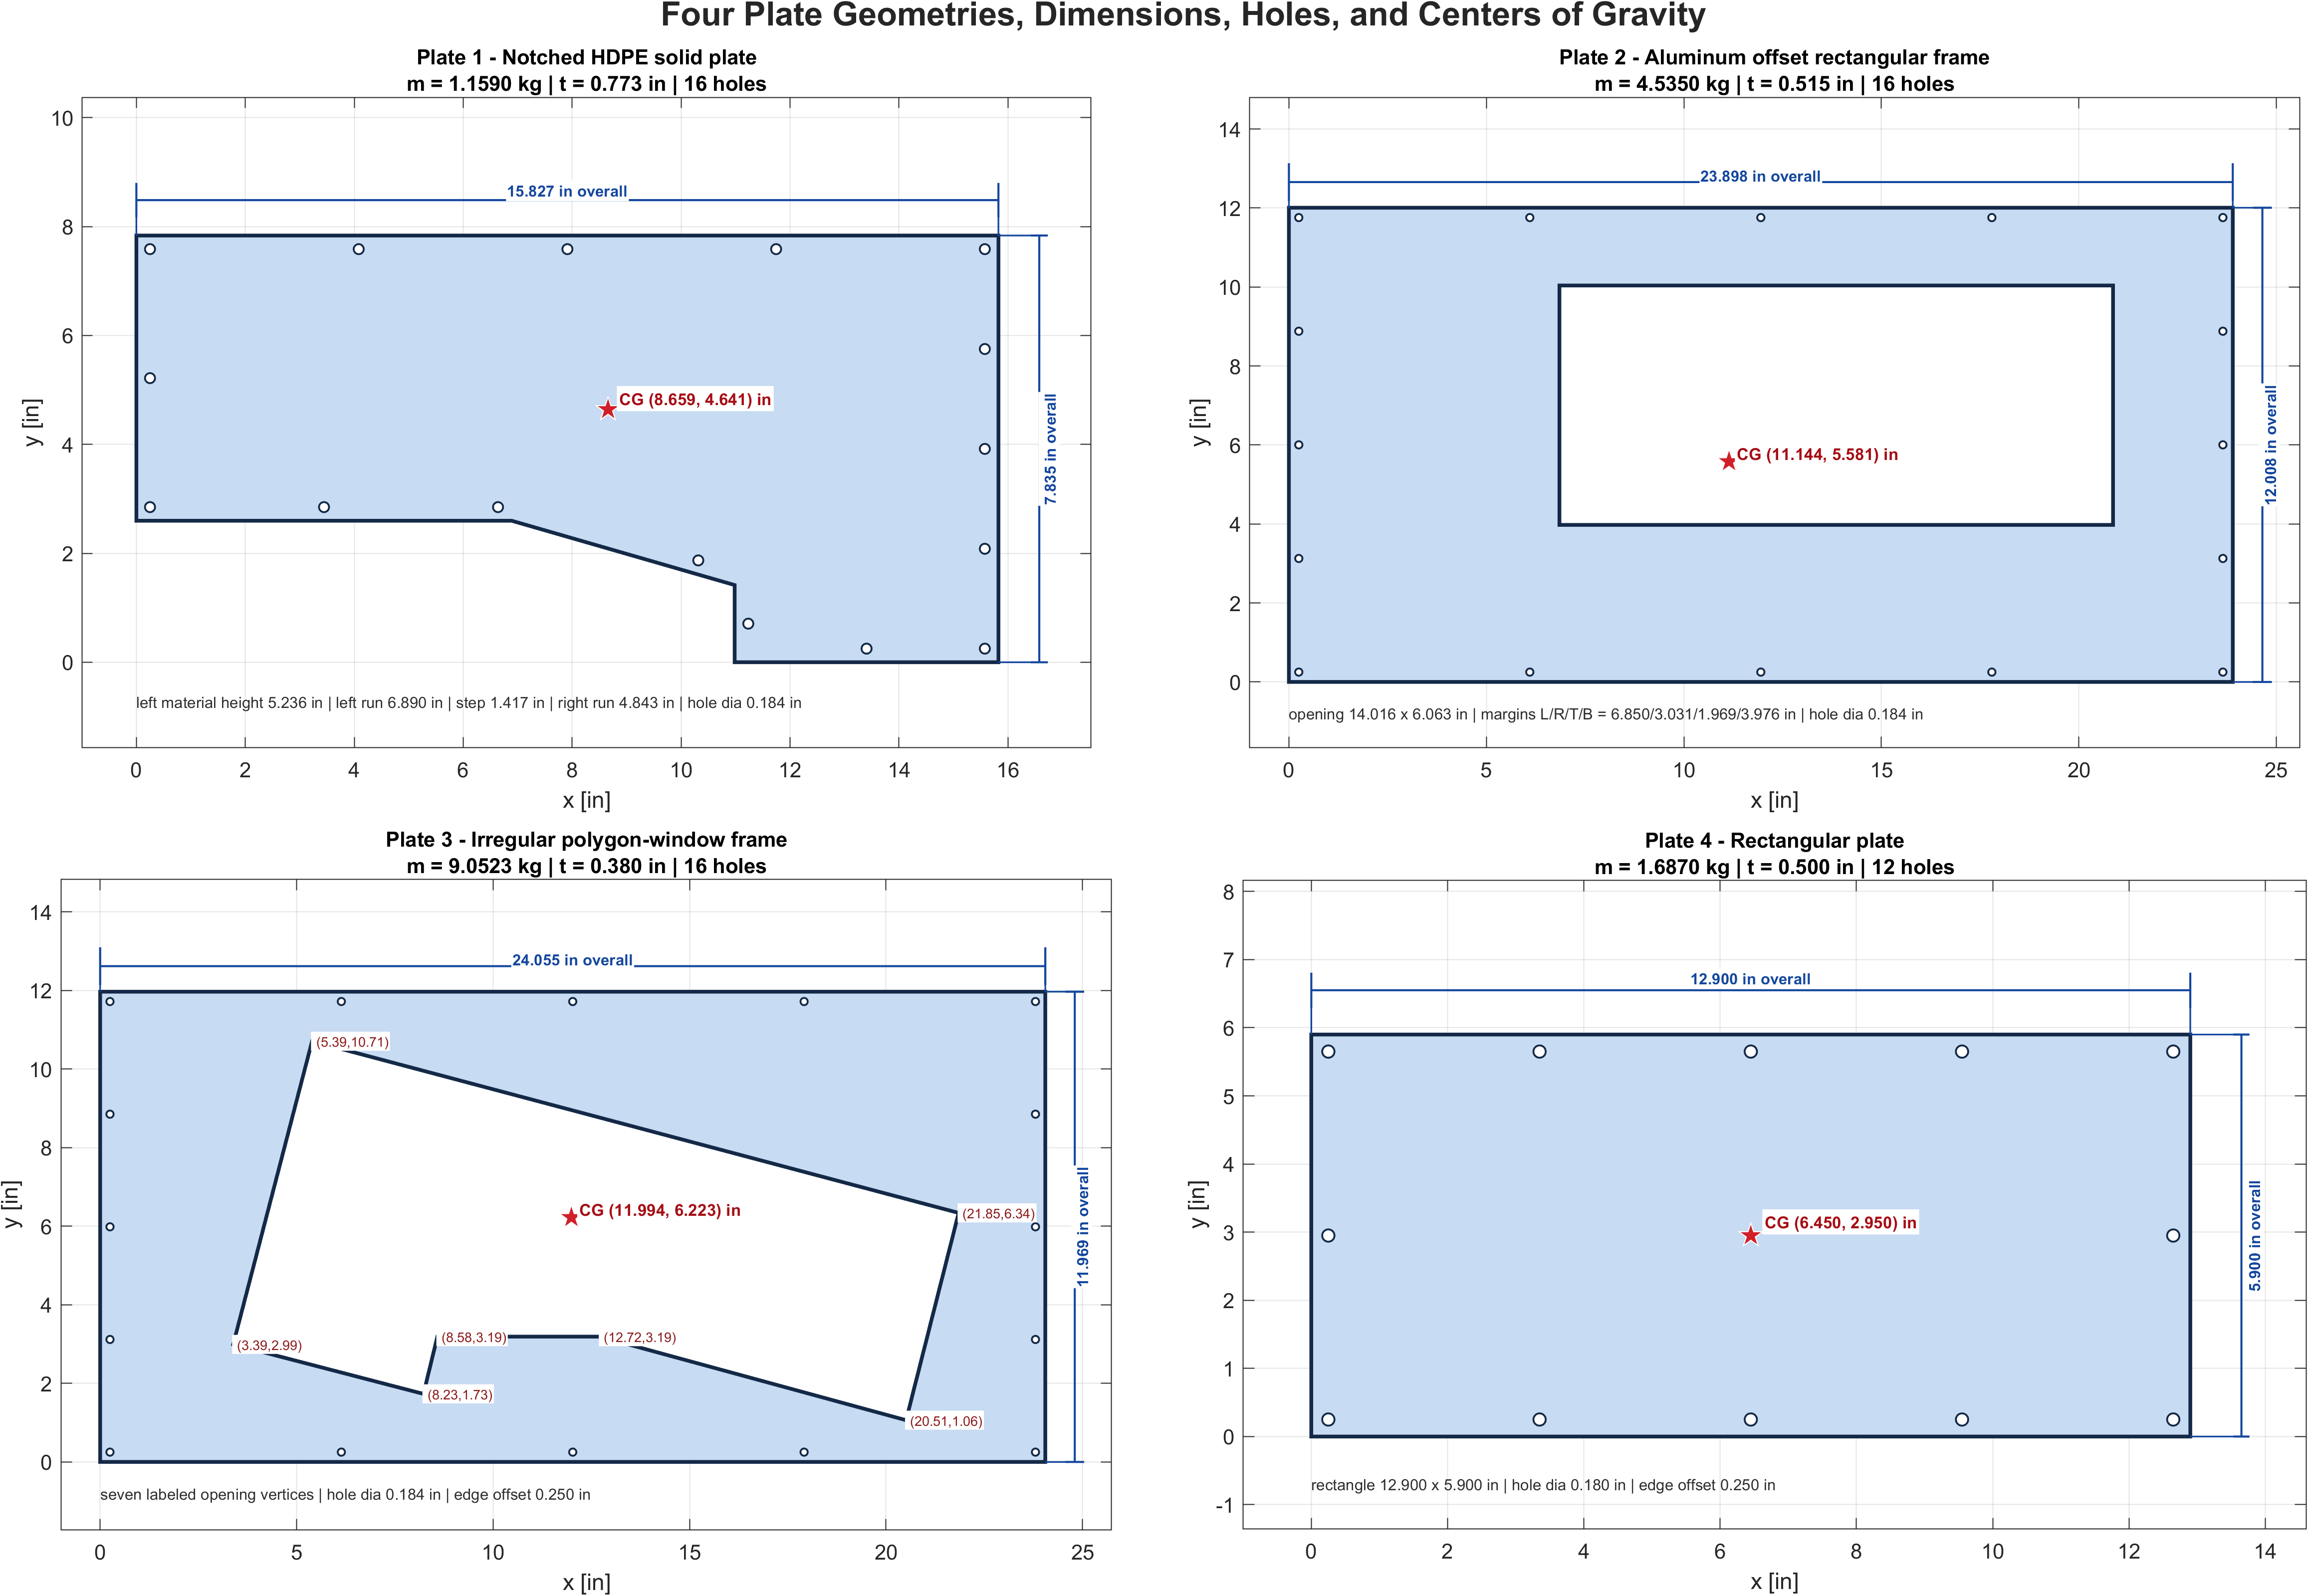 Four Plate Geometries, Dimensions, Holes, and Centers of Gravity
Plate 1 - Notched HDPE solid plate
m = 1.1590 kg | t = 0.773 in | 16 holes
10
8
6
4
2
0
y [in]
15.827 in overall
7.835 in overall
CG (8.659, 4.641) in
left material height 5.236 in | left run 6.890 in | step 1.417 in | right run 4.843 in | hole dia 0.184 in
0
2
4
6
8
10
12
14
16
x [in]
Plate 2 - Aluminum offset rectangular frame
m = 4.5350 kg | t = 0.515 in | 16 holes
14
12
10
8
6
4
2
0
y [in]
23.898 in overall
12.008 in overall
CG (11.144, 5.581) in
opening 14.016 x 6.063 in | margins L/R/T/B = 6.850/3.031/1.969/3.976 in | hole dia 0.184 in
0
5
10
15
20
25
x [in]
Plate 3 - Irregular polygon-window frame
m = 9.0523 kg | t = 0.380 in | 16 holes
14
12
10
8
6
4
2
0
y [in]
24.055 in overall
11.969 in overall
(5.39,10.71)
(21.85,6.34)
CG (11.994, 6.223) in
(3.39,2.99)
(8.58,3.19)
(12.72,3.19)
(8.23,1.73)
(20.51,1.06)
seven labeled opening vertices | hole dia 0.184 in | edge offset 0.250 in
0
5
10
15
20
25
x [in]
Plate 4 - Rectangular plate
m = 1.6870 kg | t = 0.500 in | 12 holes
8
7
6
5
4
3
2
1
0
-1
y [in]
12.900 in overall
5.900 in overall
CG (6.450, 2.950) in
rectangle 12.900 x 5.900 in | hole dia 0.180 in | edge offset 0.250 in
0
2
4
6
8
10
12
14
x [in]